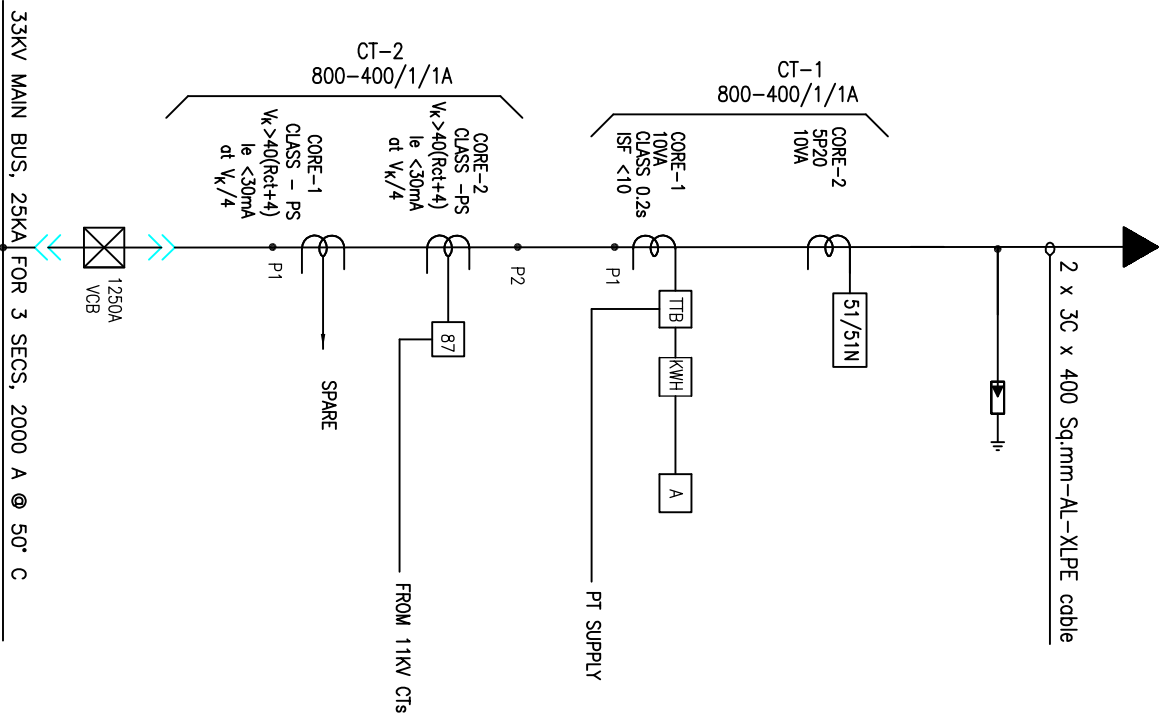 33KV MAIN BUS, 25KA FOR 3 SECS, 2000 A @ 50° C
1250A
VCB
CT-2
800-400/1/1A
CORE-1
CLASS - PS
VK>40(Rct+4)
Ie <30mA
at VK/4
CORE-2
CLASS -PS
VK>40(Rct+4)
Ie <30mA
at VK/4
P1
SPARE
87
FROM 11KV CTs
P2
CT-1
800-400/1/1A
CORE-1
10VA
CLASS 0.2s
ISF <10
CORE-2
5P20
10VA
P1
TTB
KWH
A
PT SUPPLY
51/51N
2 x 3C x 400 Sq.mm-AL-XLPE cable